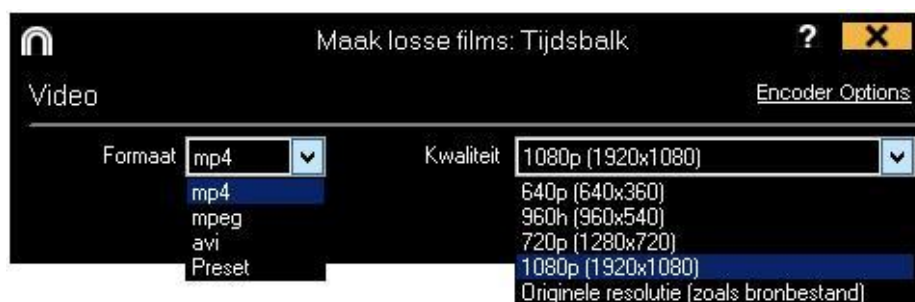 Maak losse films: Tijdsbalk ?
Video Encoder Options
Formaat mp4 Kwaliteit 1080p (1920x1080)
mp4
mpeg
avi
Preset
640p (640x360)
960h (960x540)
720p (1280x720)
1080p (1920x1080)
Originele resolutie (zoals bronbestand)